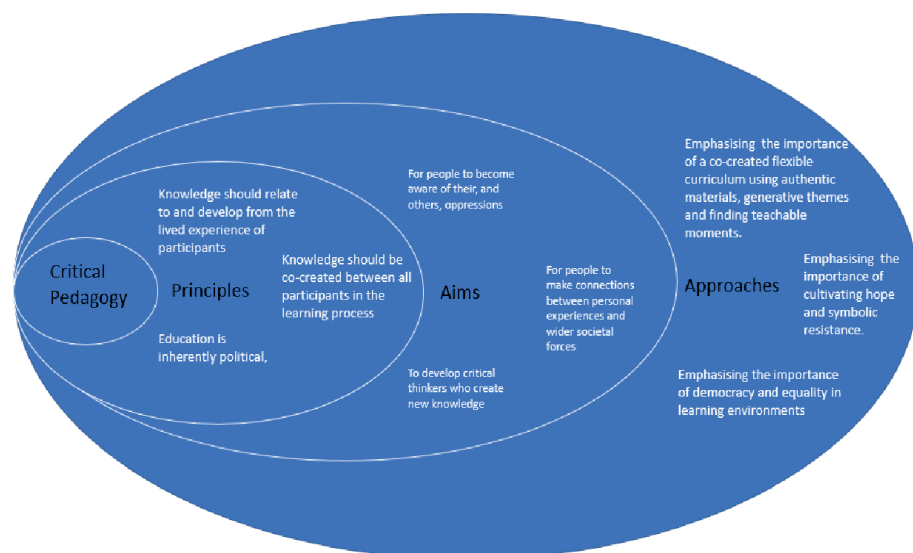 Critical
Pedagogy
Principles
Knowledge should relate
to and develop from the
lived experience of
participants
Knowledge should be
co-created between all
participants in the
learning process
Education is
inherently political,
Aims
For people to become
aware of their, and
others, oppressions
For people to
make connections
between personal
experiences and
wider societal
forces
To develop critical
thinkers who create
new knowledge
Approaches
Emphasising  the importance
of a co-created flexible
curriculum using authentic
materials, generative themes
and finding teachable
moments.
Emphasising  the
importance of
cultivating hope
and symbolic
resistance.
Emphasising the importance
of democracy and equality in
learning environments